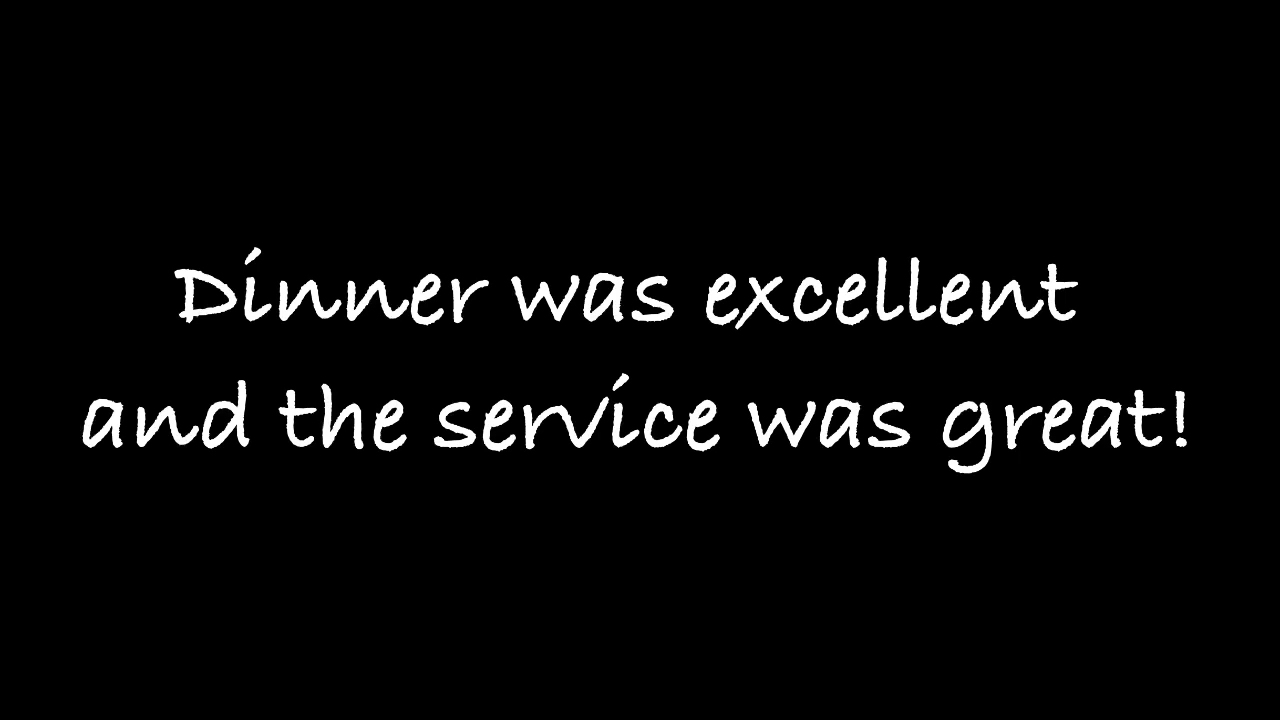 Dinner was excellent
and the service was great!